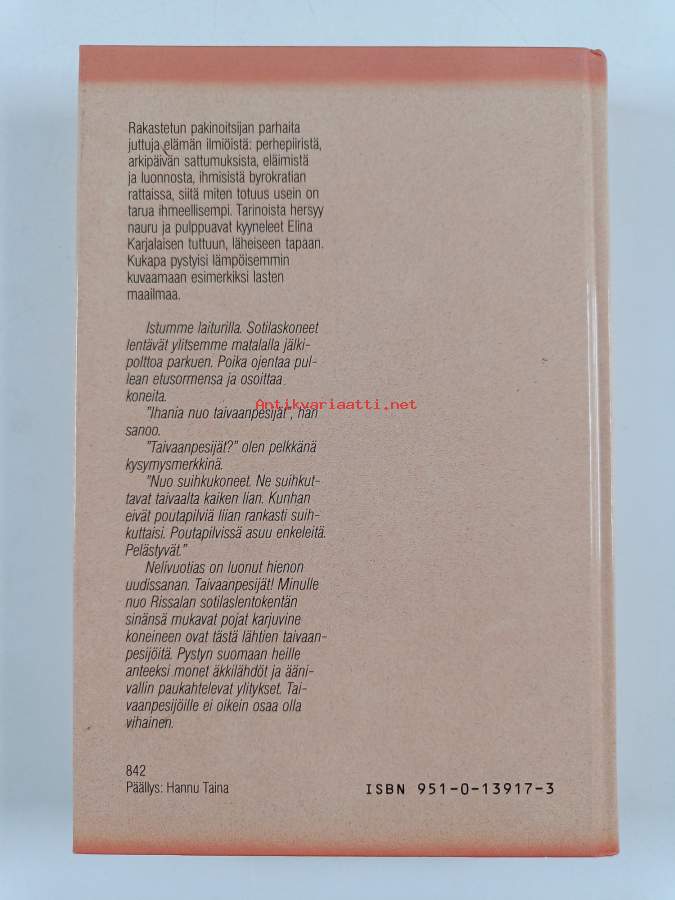 Rakastetun pakinoitsijan parhaita
juttuja elämän ilmiöistä: perhepiiristä,
arkipäivän sattumuksista, eläimistä
ja luonnosta, ihmisistä byrokratian
rattaissa, siitä miten totuus usein on
tarua ihmeellisempi. Tarinoista hersyy
nauru ja pulppuavat kyyneleet Elina
Karjalaisen tuttuun, läheiseen tapaan.
Kukapa pystyisi lämpöisemmin
kuvaamaan esimerkiksi lasten
maailmaa.
Istumme laiturilla. Sotilaskoneet
lentävät ylitsemme matalalla jälki-
polttoa parkuen. Poika ojentaa pul-
lean etusormensa ja osoittaa
koneita.
Antikvariaatti.net
"Ihania nuo taivaanpesijät", hän
sanoo.
"Taivaanpesijät?" olen pelkkänä
kysymysmerkkinä.
"Nuo suihkukoneet. Ne suihkut-
tavat taivaalta kaiken lian. Kunhan
eivät poutapilviä liian rankasti suih-
kuttaisi. Poutapilvissä asuu enkeleitä.
Pelästyvät."
Nelivuotias on luonut hienon
uudissanan. Taivaanpesijät! Minulle
nuo Rissalan sotilaslentokentän
sinänsä mukavat pojat karjuvine
koneineen ovat tästä lähtien taivaan-
pesijöitä. Pystyn suomaan heille
anteeksi monet äkkilähdöt ja ääni-
vallin paukahtelevat ylitykset. Tai-
vaanpesijöille ei oikein osaa olla
vihainen.
842
Päällys: Hannu Taina
ISBN 951-0-13917-3